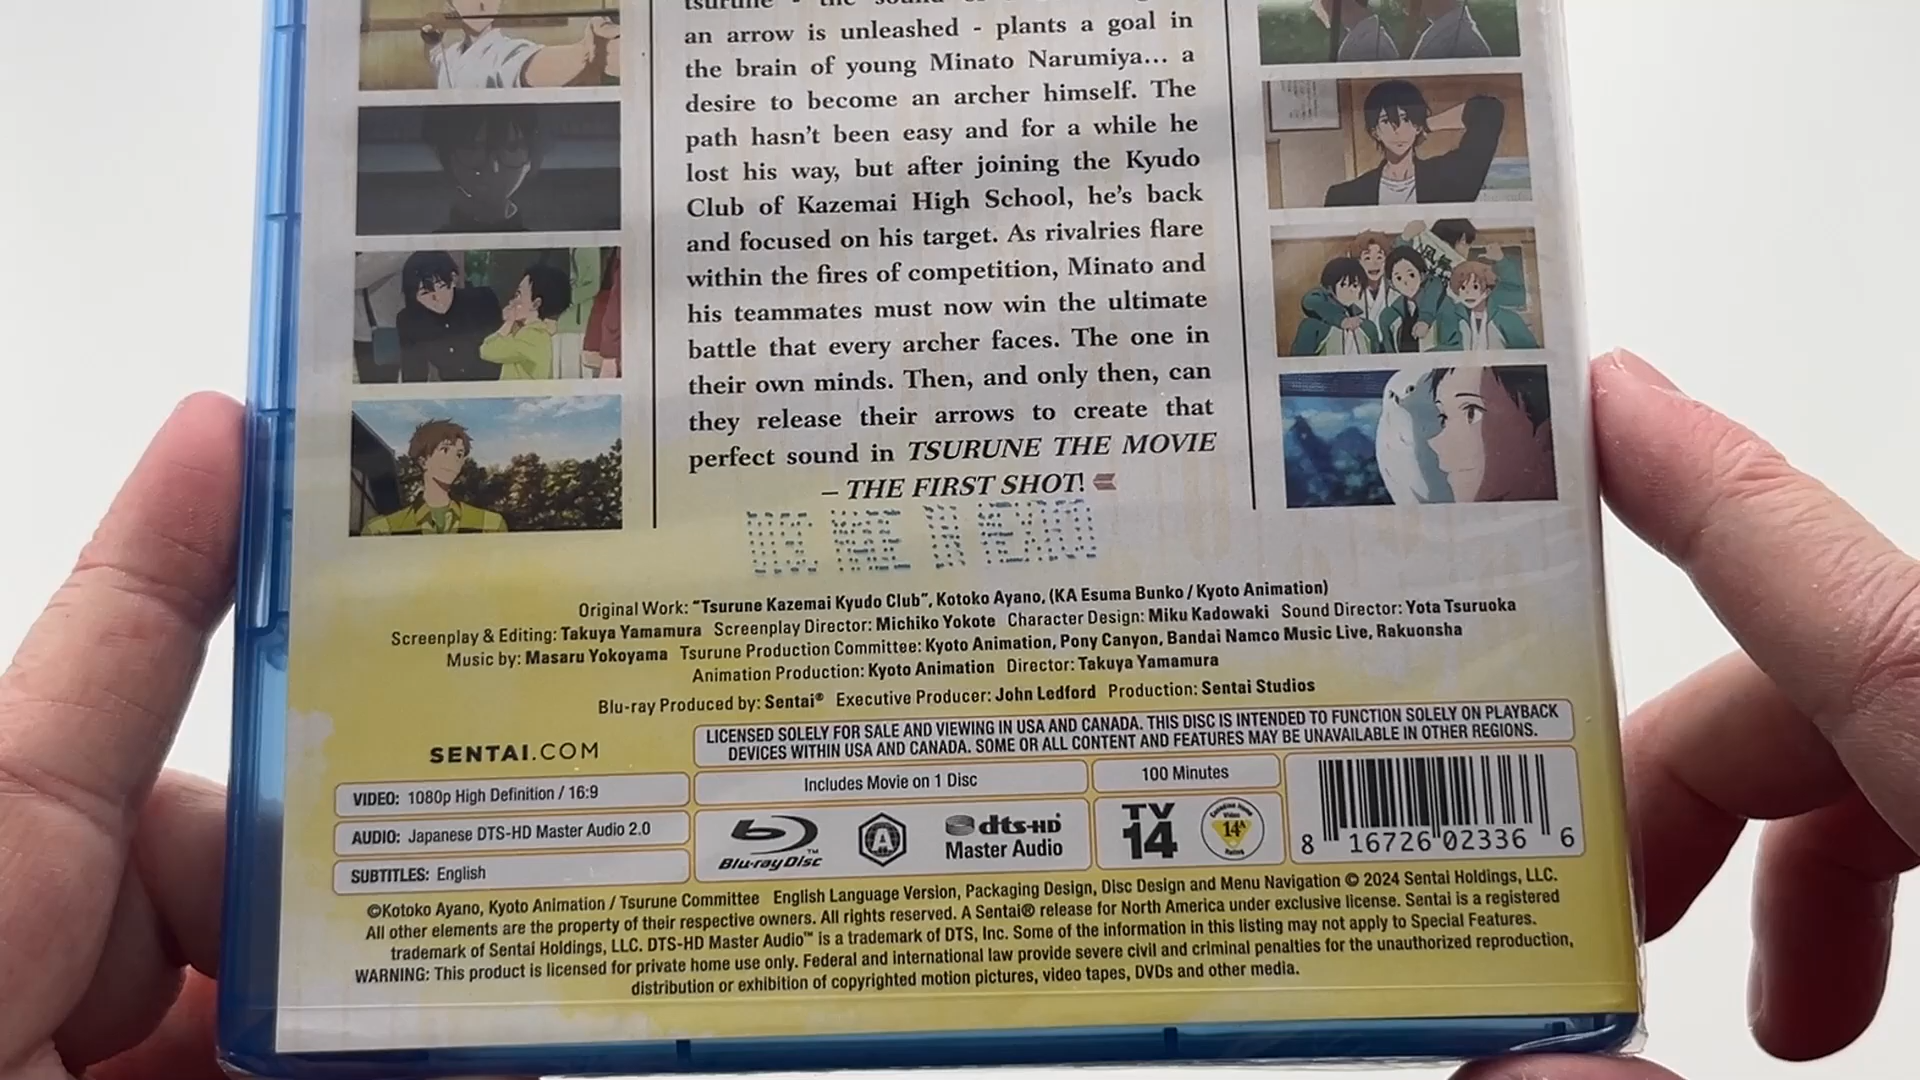 tsurune - the sound
an arrow is unleashed - plants a goal in
the brain of young Minato Narumiya... a
desire to become an archer himself. The
path hasn't been easy and for a while he
lost his way, but after joining the Kyudo
Club of Kazemai High School, he's back
and focused on his target. As rivalries flare
within the fires of competition, Minato and
his teammates must now win the ultimate
battle that every archer faces. The one in
their own minds. Then, and only then, can
they release their arrows to create that
perfect sound in TSURUNE THE MOVIE
– THE FIRST SHOT!
Original Work: "Tsurune Kazemai Kyudo Club", Kotoko Ayano, (KA Esuma Bunko / Kyoto Animation)
Screenplay & Editing: Takuya Yamamura Screenplay Director: Michiko Yokote Character Design: Miku Kadowaki Sound Director: Yota Tsuruoka
Music by: Masaru Yokoyama Tsurune Production Committee: Kyoto Animation, Pony Canyon, Bandai Namco Music Live, Rakuonsha
Animation Production: Kyoto Animation Director: Takuya Yamamura
Blu-ray Produced by: Sentai® Executive Producer: John Ledford Production: Sentai Studios
SENTAI.COM
LICENSED SOLELY FOR SALE AND VIEWING IN USA AND CANADA. THIS DISC IS INTENDED TO FUNCTION SOLELY ON PLAYBACK
DEVICES WITHIN USA AND CANADA. SOME OR ALL CONTENT AND FEATURES MAY BE UNAVAILABLE IN OTHER REGIONS.
VIDEO: 1080p High Definition / 16:9
AUDIO: Japanese DTS-HD Master Audio 2.0
SUBTITLES: English
Includes Movie on 1 Disc
100 Minutes
Blu-ray Disc™
A
dts-HD
Master Audio
TV
14
14A
8 16726 02336 6
©Kotoko Ayano, Kyoto Animation / Tsurune Committee English Language Version, Packaging Design, Disc Design and Menu Navigation © 2024 Sentai Holdings, LLC.
All other elements are the property of their respective owners. All rights reserved. A Sentai® release for North America under exclusive license. Sentai is a registered
trademark of Sentai Holdings, LLC. DTS-HD Master Audio™ is a trademark of DTS, Inc. Some of the information in this listing may not apply to Special Features.
WARNING: This product is licensed for private home use only. Federal and international law provide severe civil and criminal penalties for the unauthorized reproduction,
distribution or exhibition of copyrighted motion pictures, video tapes, DVDs and other media.